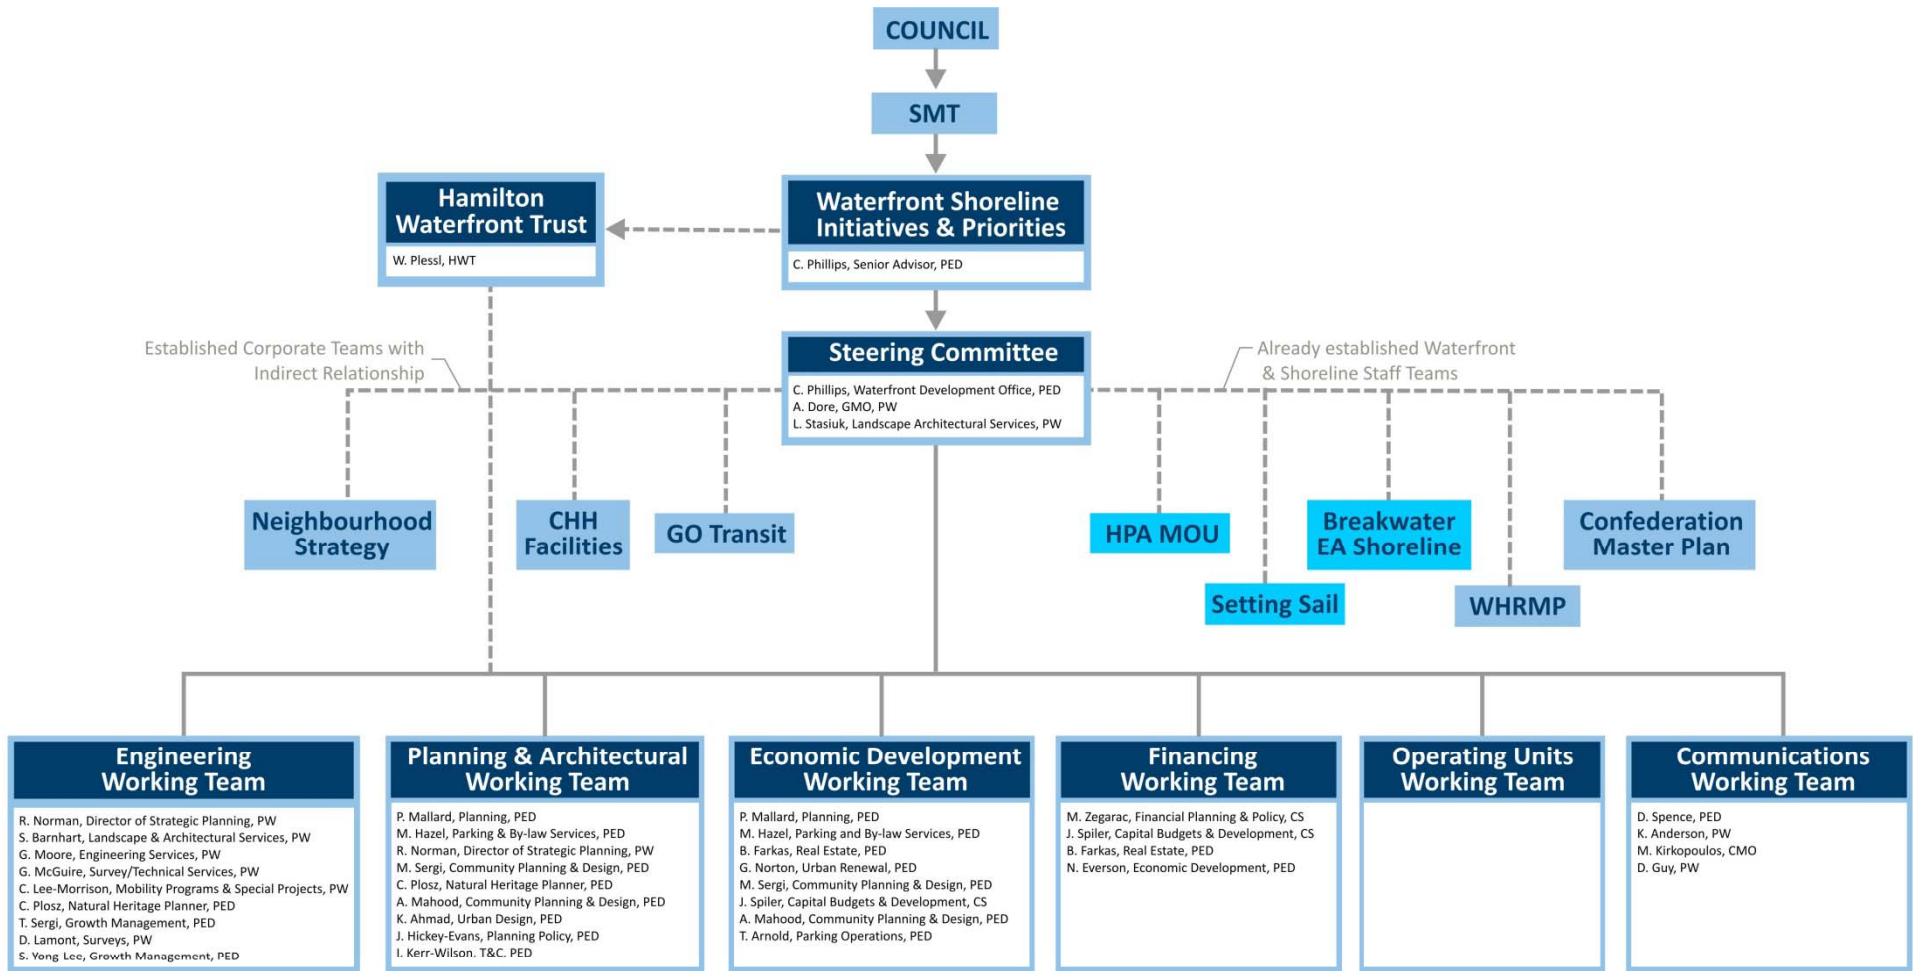 COUNCIL
SMT
Hamilton
Waterfront Trust
W. Plessl, HWT
Waterfront Shoreline
Initiatives & Priorities
C. Phillips, Senior Advisor, PED
Established Corporate Teams with
Indirect Relationship
Steering Committee
C. Phillips, Waterfront Development Office, PED
A. Dore, GMO, PW
L. Stasiuk, Landscape Architectural Services, PW
Already established Waterfront
& Shoreline Staff Teams
Neighbourhood
Strategy
CHH
Facilities
GO Transit
HPA MOU
Setting Sail
Breakwater
EA Shoreline
WHRMP
Confederation
Master Plan
Engineering
Working Team
R. Norman, Director of Strategic Planning, PW
S. Barnhart, Landscape & Architectural Services, PW
G. Moore, Engineering Services, PW
G. McGuire, Survey/Technical Services, PW
C. Lee-Morrison, Mobility Programs & Special Projects, PW
C. Plosz, Natural Heritage Planner, PED
T. Sergi, Growth Management, PED
D. Lamont, Surveys, PW
S. Yong Lee, Growth Management, PED
Planning & Architectural
Working Team
P. Mallard, Planning, PED
M. Hazel, Parking & By-law Services, PED
R. Norman, Director of Strategic Planning, PW
M. Sergi, Community Planning & Design, PED
C. Plosz, Natural Heritage Planner, PED
A. Mahood, Community Planning & Design, PED
K. Ahmad, Urban Design, PED
J. Hickey-Evans, Planning Policy, PED
I. Kerr-Wilson, T&C, PED
Economic Development
Working Team
P. Mallard, Planning, PED
M. Hazel, Parking and By-law Services, PED
B. Farkas, Real Estate, PED
G. Norton, Urban Renewal, PED
M. Sergi, Community Planning & Design, PED
J. Spiler, Capital Budgets & Development, CS
A. Mahood, Community Planning & Design, PED
T. Arnold, Parking Operations, PED
Financing
Working Team
M. Zegarac, Financial Planning & Policy, CS
J. Spiler, Capital Budgets & Development, CS
B. Farkas, Real Estate, PED
N. Everson, Economic Development, PED
Operating Units
Working Team
Communications
Working Team
D. Spence, PED
K. Anderson, PW
M. Kirkopoulos, CMO
D. Guy, PW